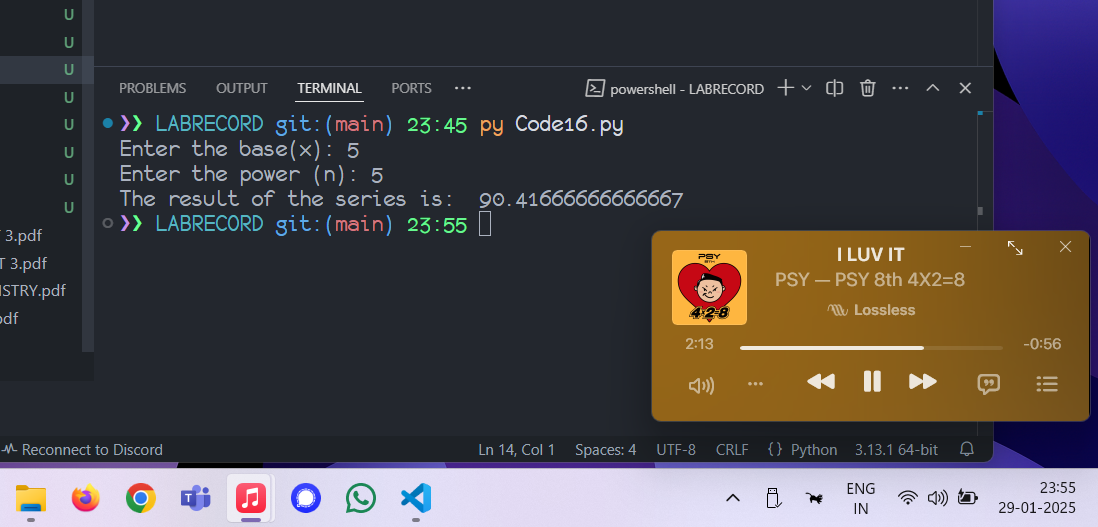 U
U
U
U
U
U
U
U
T 3.pdf
T 3.pdf
ISTRY.pdf
pdf
PROBLEMS OUTPUT TERMINAL PORTS ...
powershell - LABRECORD
❯❯ LABRECORD git:(main) 23:45 py Code16.py
Enter the base(x): 5
Enter the power (n): 5
The result of the series is:  90.41666666666667
❯❯ LABRECORD git:(main) 23:55
PSY
8TH
4·2=8
I LUV IT
PSY — PSY 8th 4X2=8
Lossless
2:13 -0:56
Reconnect to Discord Ln 14, Col 1 Spaces: 4 UTF-8 CRLF {} Python 3.13.1 64-bit
ENG
IN
23:55
29-01-2025